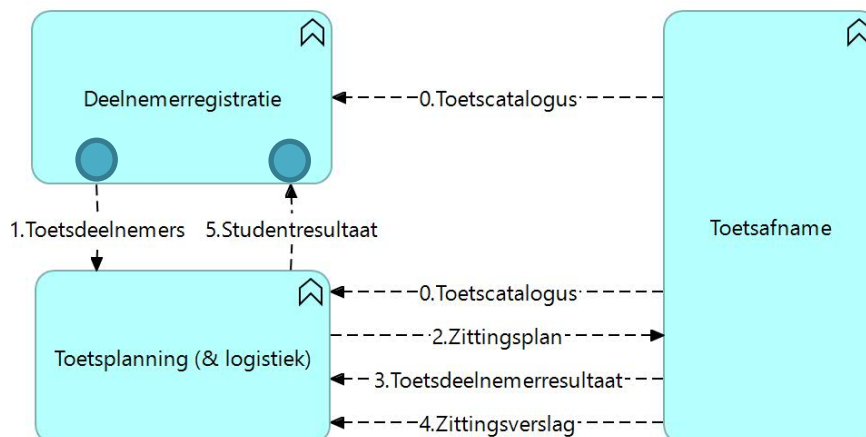 Deelnemerregistratie
0.Toetscatalogus
Toetsafname
1.Toetsdeelnemers
5.Studentresultaat
0.Toetscatalogus
2.Zittingsplan
Toetsplanning (& logistiek)
3.Toetsdeelnemerresultaat
4.Zittingsverslag